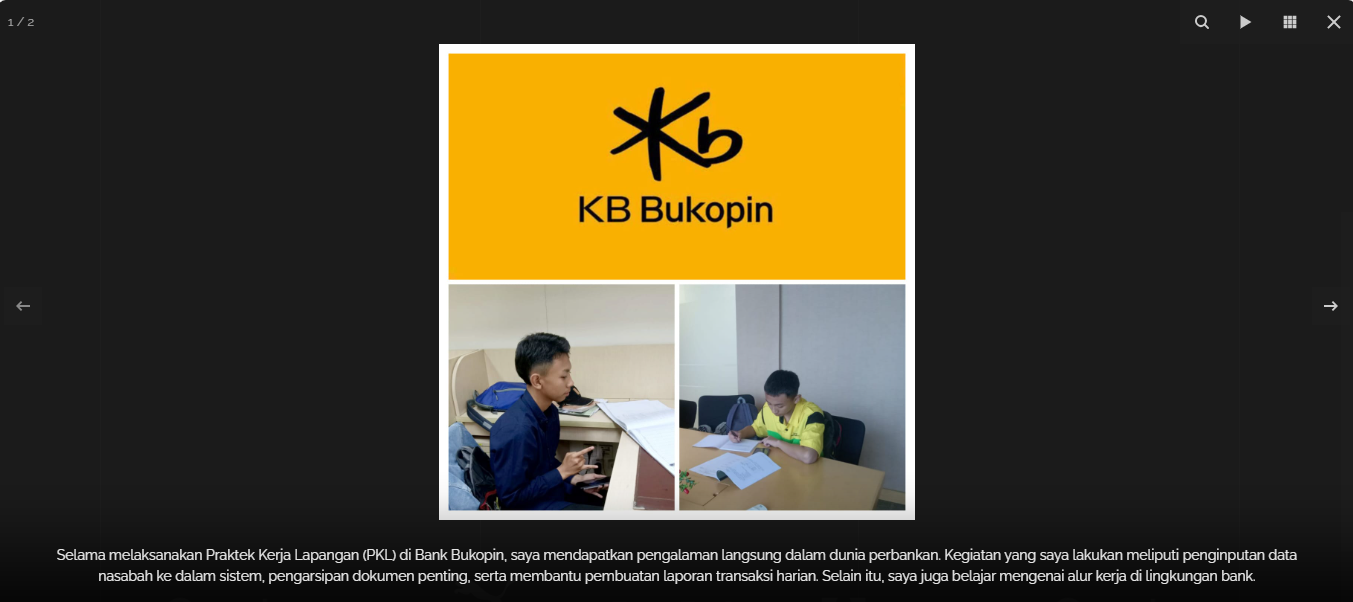 1 / 2
Kb
KB Bukopin
Selama melaksanakan Praktek Kerja Lapangan (PKL) di Bank Bukopin, saya mendapatkan pengalaman langsung dalam dunia perbankan. Kegiatan yang saya lakukan meliputi penginputan data
nasabah ke dalam sistem, pengarsipan dokumen penting, serta membantu pembuatan laporan transaksi harian. Selain itu, saya juga belajar mengenai alur kerja di lingkungan bank.